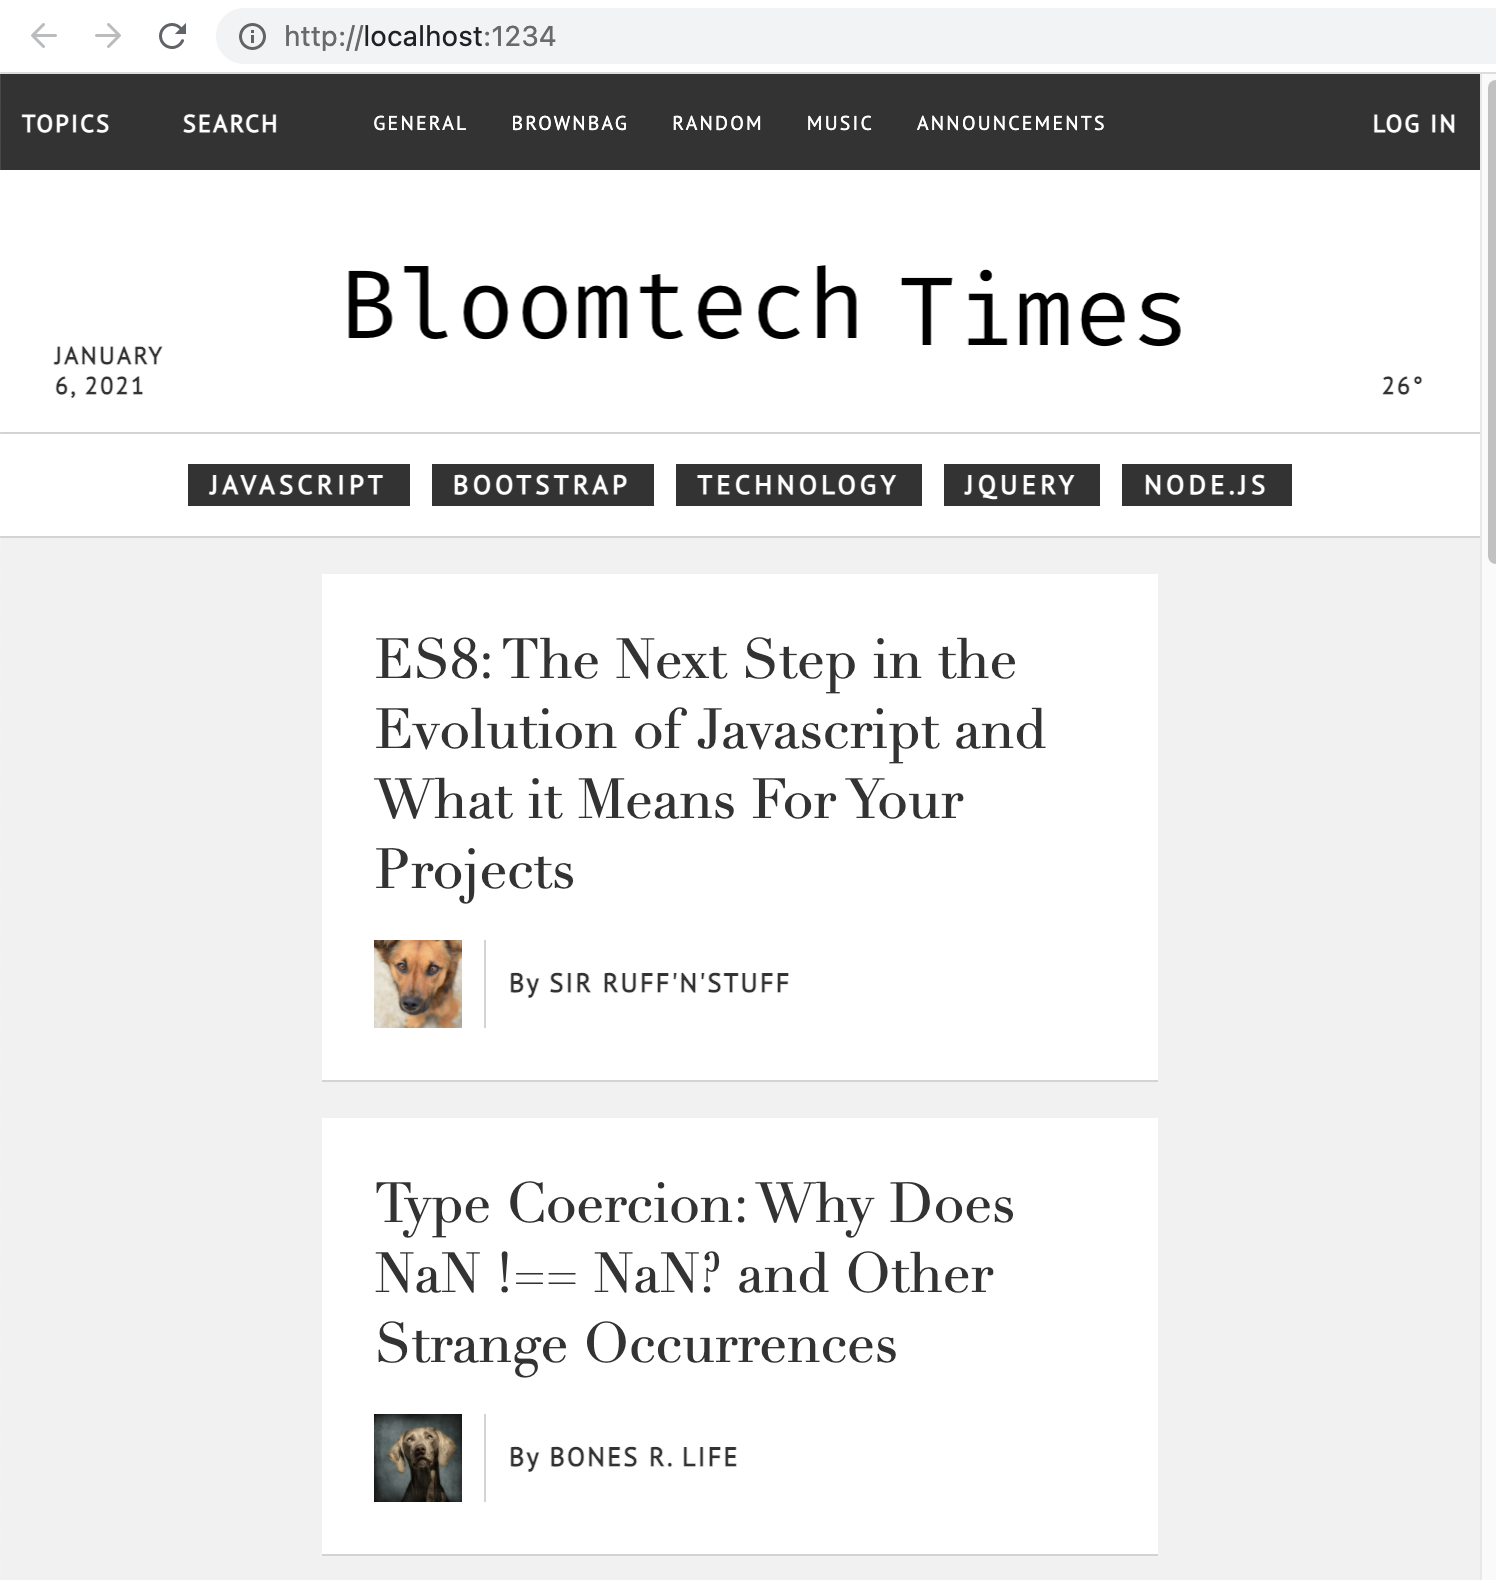 http://localhost:1234
TOPICS SEARCH GENERAL BROWNBAG RANDOM MUSIC ANNOUNCEMENTS LOG IN
Bloomtech Times
JANUARY
6, 2021
26°
JAVASCRIPT BOOTSTRAP TECHNOLOGY JQUERY NODE.JS
ES8: The Next Step in the
Evolution of Javascript and
What it Means For Your
Projects
By SIR RUFF'N'STUFF
Type Coercion: Why Does
NaN !== NaN? and Other
Strange Occurrences
By BONES R. LIFE